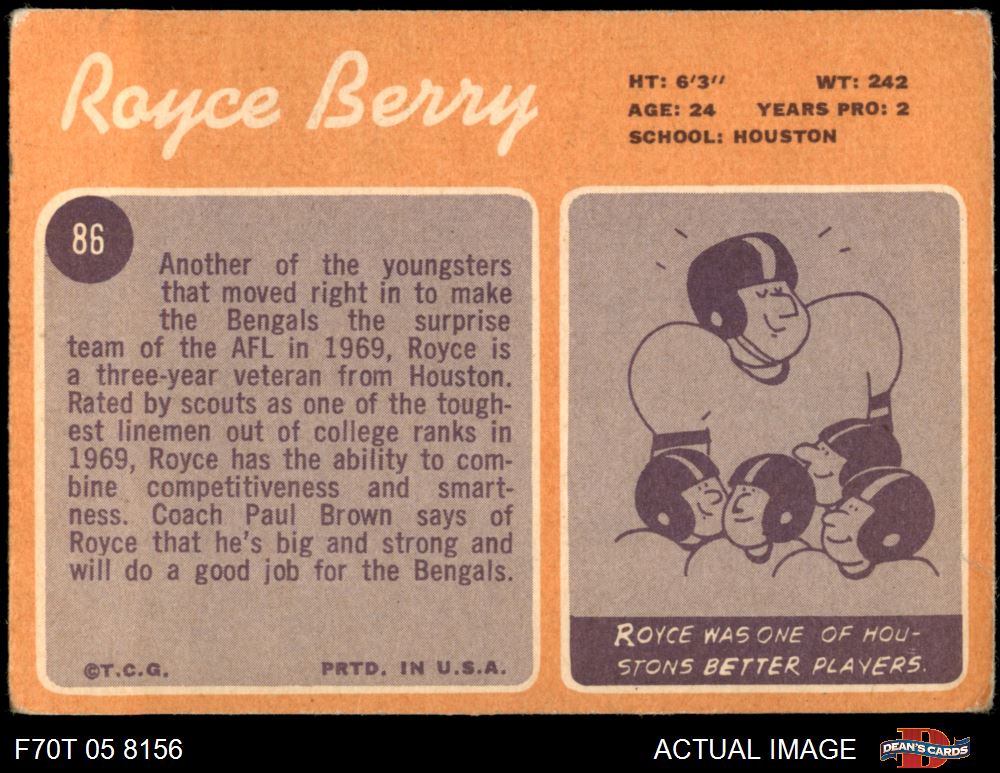 Royce Berry
HT: 6'3'' WT: 242
AGE: 24 YEARS PRO: 2
SCHOOL: HOUSTON
86
Another of the youngsters
that moved right in to make
the Bengals the surprise
team of the AFL in 1969, Royce is
a three-year veteran from Houston.
Rated by scouts as one of the tough-
est linemen out of college ranks in
1969, Royce has the ability to com-
bine competitiveness and smart-
ness. Coach Paul Brown says of
Royce that he's big and strong and
will do a good job for the Bengals.
©T.C.G. PRTD. IN U.S.A.
ROYCE WAS ONE OF HOU-
STONS BETTER PLAYERS.
F70T 05 8156
ACTUAL IMAGE
D
DEAN'S CARDS